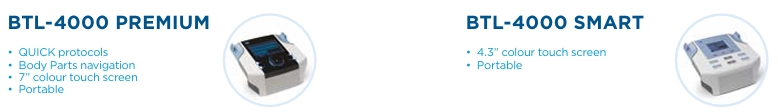 BTL-4000 PREMIUM
• QUICK protocols
• Body Parts navigation
• 7” colour touch screen
• Portable
BTL-4000 SMART
• 4.3” colour touch screen
• Portable